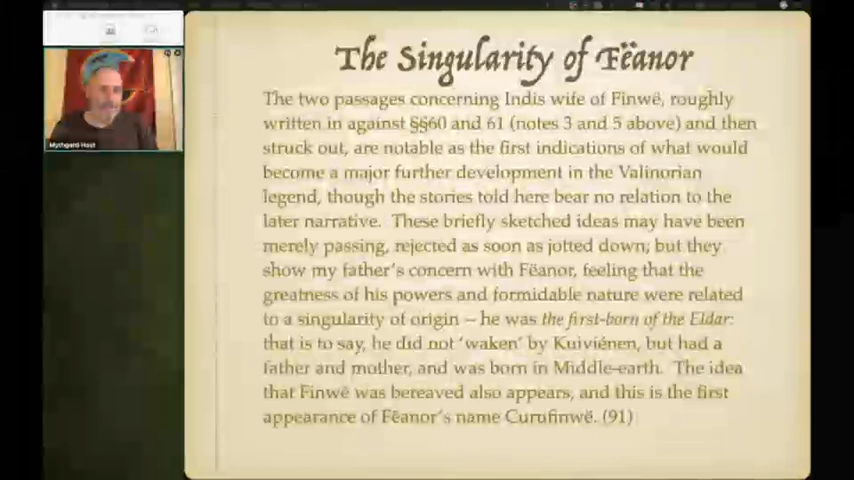 Mythgard Host
The Singularity of Fëanor
The two passages concerning Indis wife of Finwë, roughly
written in against §§60 and 61 (notes 3 and 5 above) and then
struck out, are notable as the first indications of what would
become a major further development in the Valinorian
legend, though the stories told here bear no relation to the
later narrative. These briefly sketched ideas may have been
merely passing, rejected as soon as jotted down; but they
show my father's concern with Fëanor, feeling that the
greatness of his powers and formidable nature were related
to a singularity of origin – he was the first-born of the Eldar:
that is to say, he did not 'waken' by Kuiviénen, but had a
father and mother, and was born in Middle-earth. The idea
that Finwë was bereaved also appears, and this is the first
appearance of Fëanor's name Curufinwë. (91)